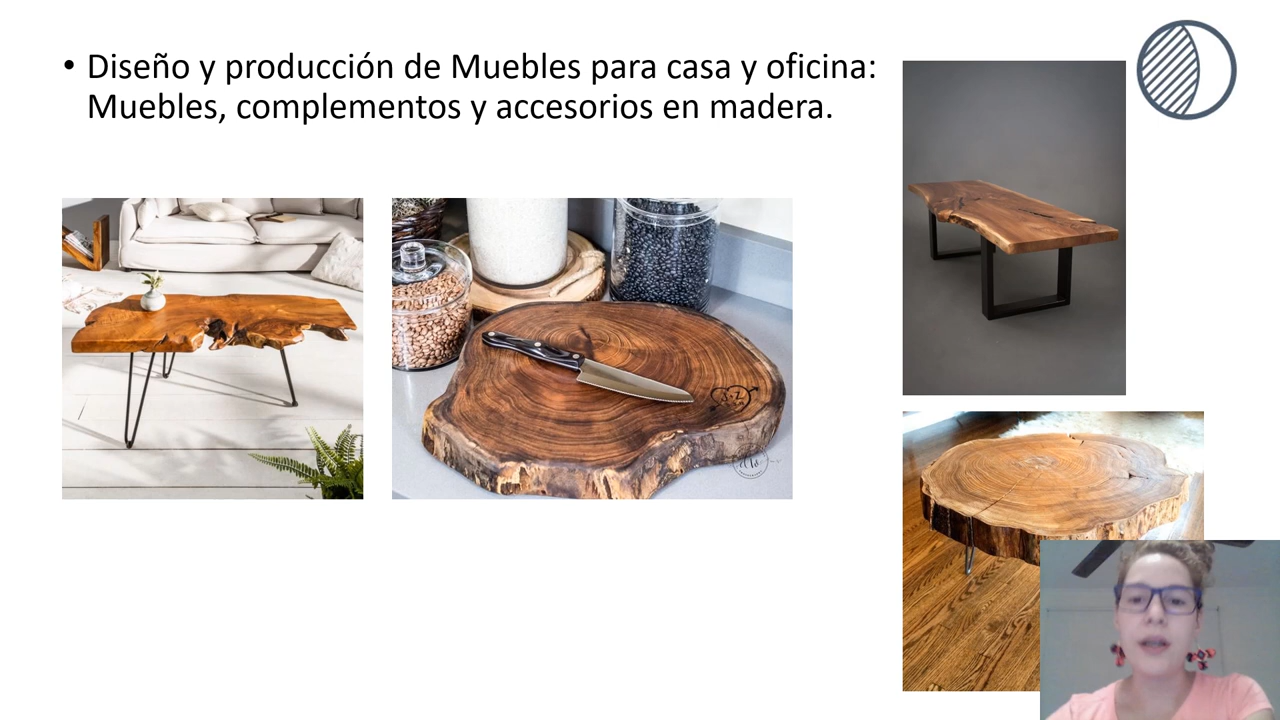 • Diseño y producción de Muebles para casa y oficina:
Muebles, complementos y accesorios en madera.